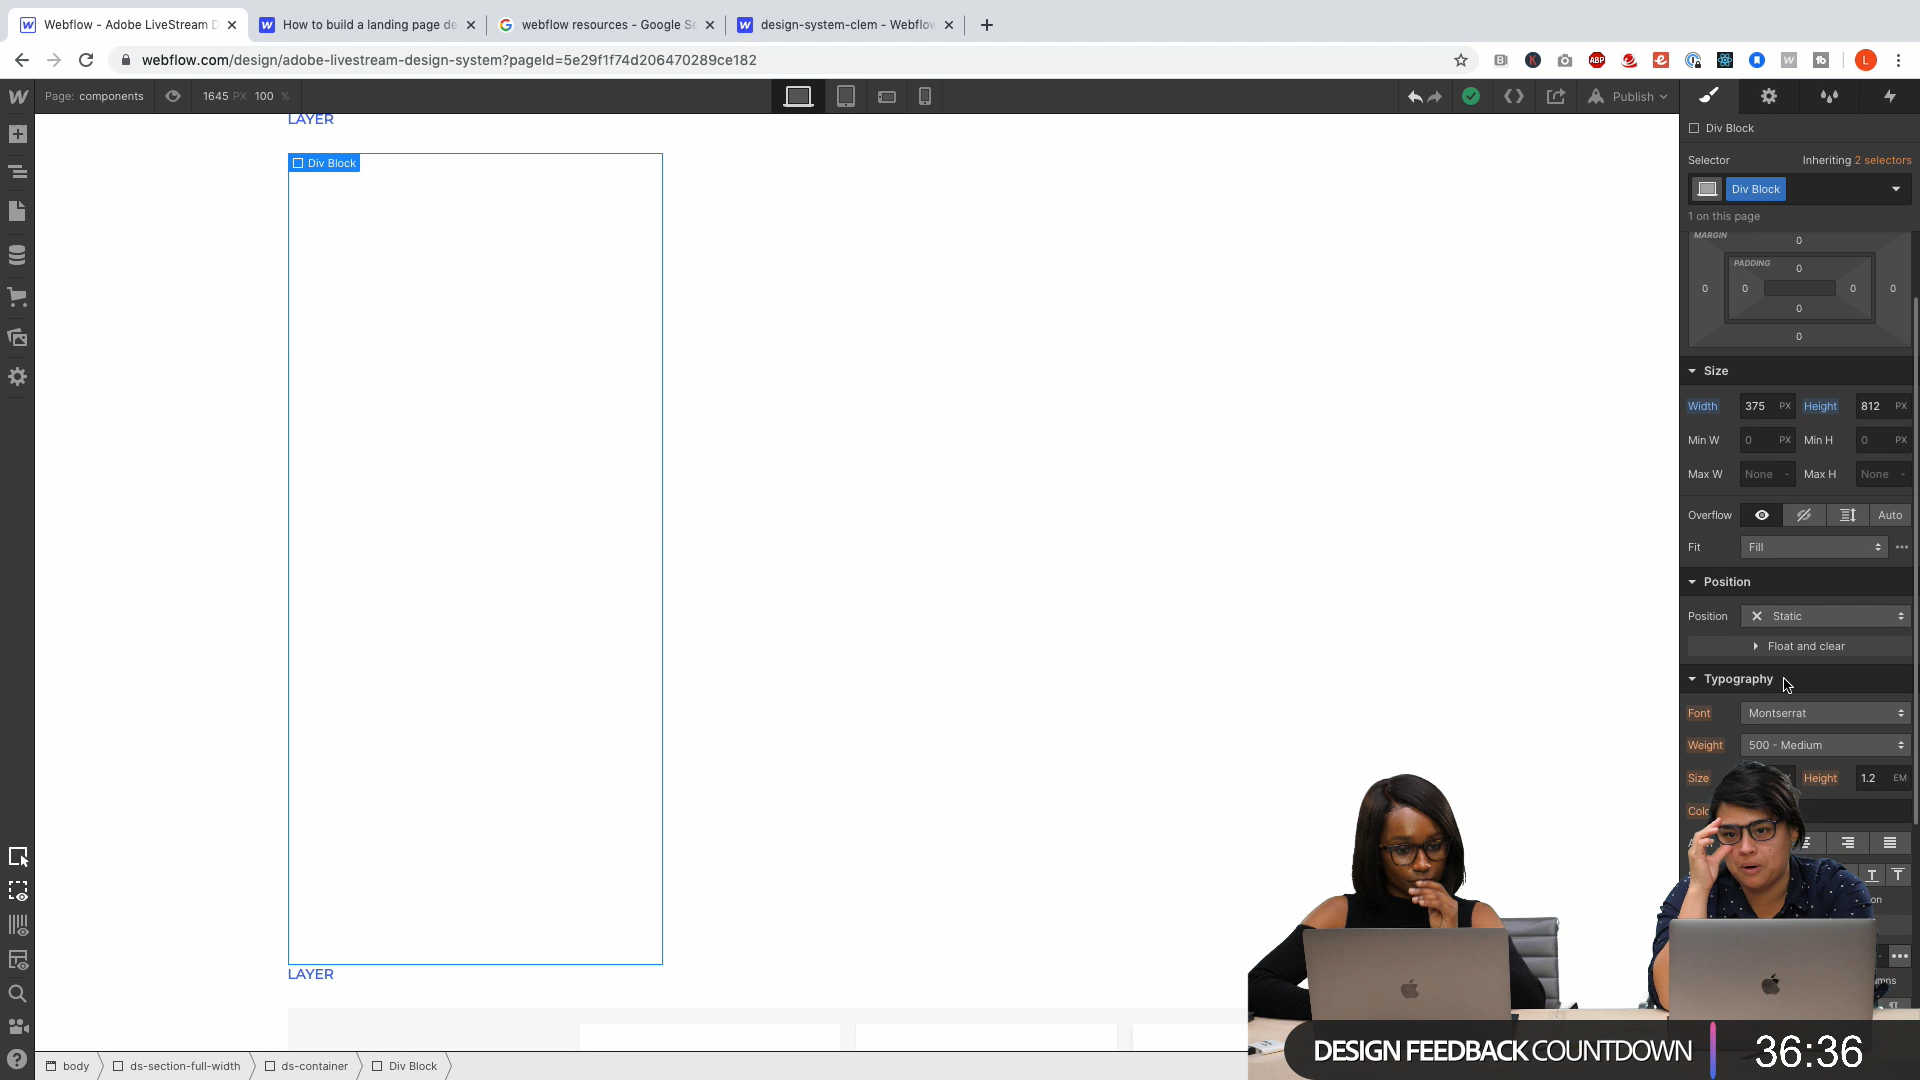 Webflow - Adobe LiveStream D
How to build a landing page de
webflow resources - Google Se
design-system-clem - Webflow
webflow.com/design/adobe-livestream-design-system?pageId=5e29f1f74d206470289ce182
ABP
L
Page: components
1645 PX 100 %
Publish
LAYER
Div Block
Div Block
Selector
Inheriting 2 selectors
Div Block
1 on this page
MARGIN
0
PADDING
0
0 0 0 0
0
0
Size
Width 375 PX Height 812 PX
Min W 0 PX Min H 0 PX
Max W None - Max H None -
Overflow Auto
Fit Fill
Position
Position Static
Float and clear
Typography
Font Montserrat
Weight 500 - Medium
Size Height 1.2 EM
LAYER
body ds-section-full-width ds-container Div Block
DESIGN FEEDBACK COUNTDOWN 36:36